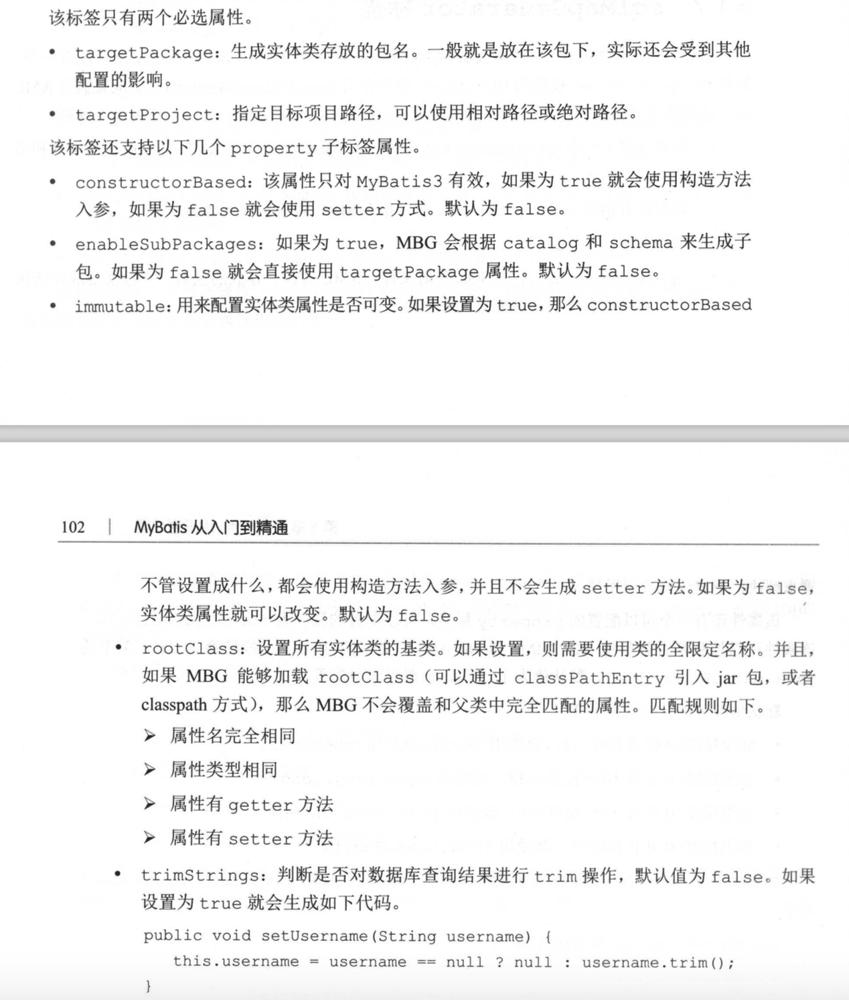 该标签只有两个必选属性。
• targetPackage：生成实体类存放的包名。一般就是放在该包下，实际还会受到其他
配置的影响。
• targetProject：指定目标项目路径，可以使用相对路径或绝对路径。
该标签还支持以下几个 property 子标签属性。
• constructorBased：该属性只对 MyBatis3 有效，如果为 true 就会使用构造方法
入参，如果为 false 就会使用 setter 方式。默认为 false。
• enableSubPackages：如果为 true，MBG 会根据 catalog 和 schema 来生成子
包。如果为 false 就会直接使用 targetPackage 属性。默认为 false。
• immutable：用来配置实体类属性是否可变。如果设置为 true，那么 constructorBased
102 | MyBatis 从入门到精通
不管设置成什么，都会使用构造方法入参，并且不会生成 setter 方法。如果为 false，
实体类属性就可以改变。默认为 false。
• rootClass：设置所有实体类的基类。如果设置，则需要使用类的全限定名称。并且，
如果 MBG 能够加载 rootClass（可以通过 classPathEntry 引入 jar 包，或者
classpath 方式），那么 MBG 不会覆盖和父类中完全匹配的属性。匹配规则如下。
➢ 属性名完全相同
➢ 属性类型相同
➢ 属性有 getter 方法
➢ 属性有 setter 方法
• trimStrings：判断是否对数据库查询结果进行 trim 操作，默认值为 false。如果
设置为 true 就会生成如下代码。
public void setUsername(String username) {
this.username = username == null ? null : username.trim();
}